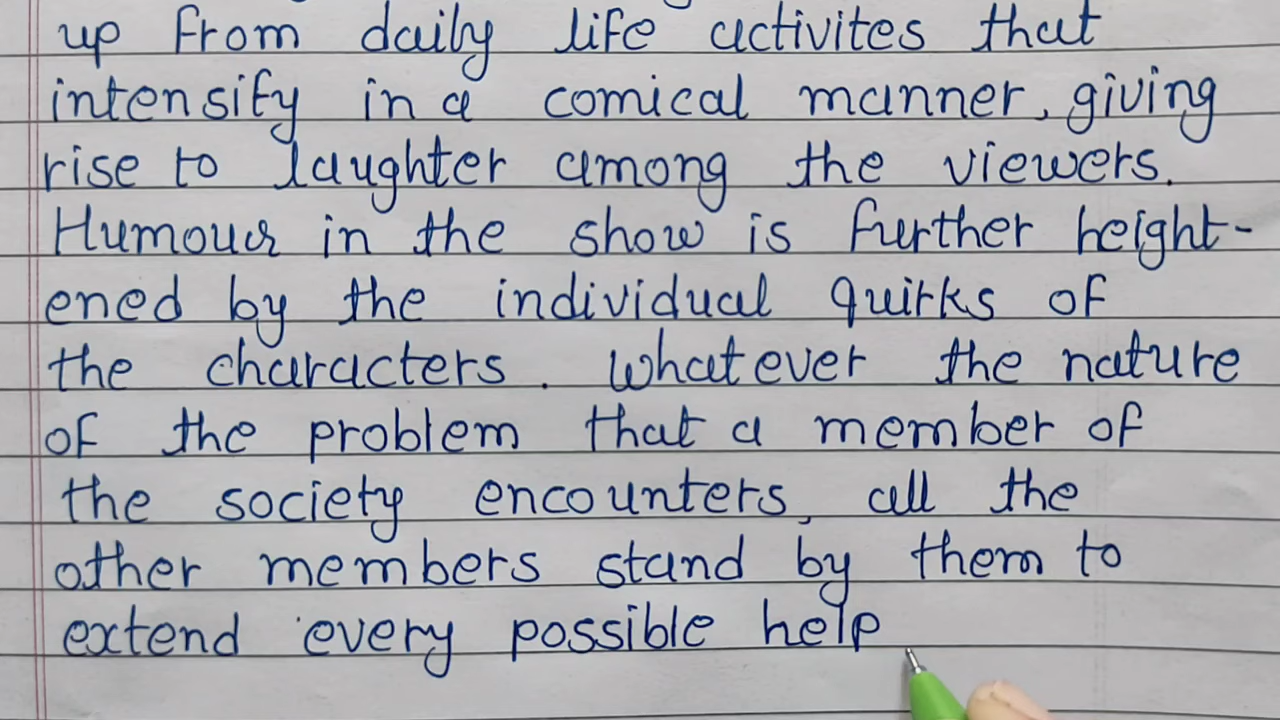 up from daily life activites that
intensify in a comical manner, giving
rise to laughter among the viewers.
Humour in the show is further height-
ened by the individual quirks of
the characters. Whatever the nature
of the problem that a member of
the society encounters, all the
other members stand by them to
extend every possible help